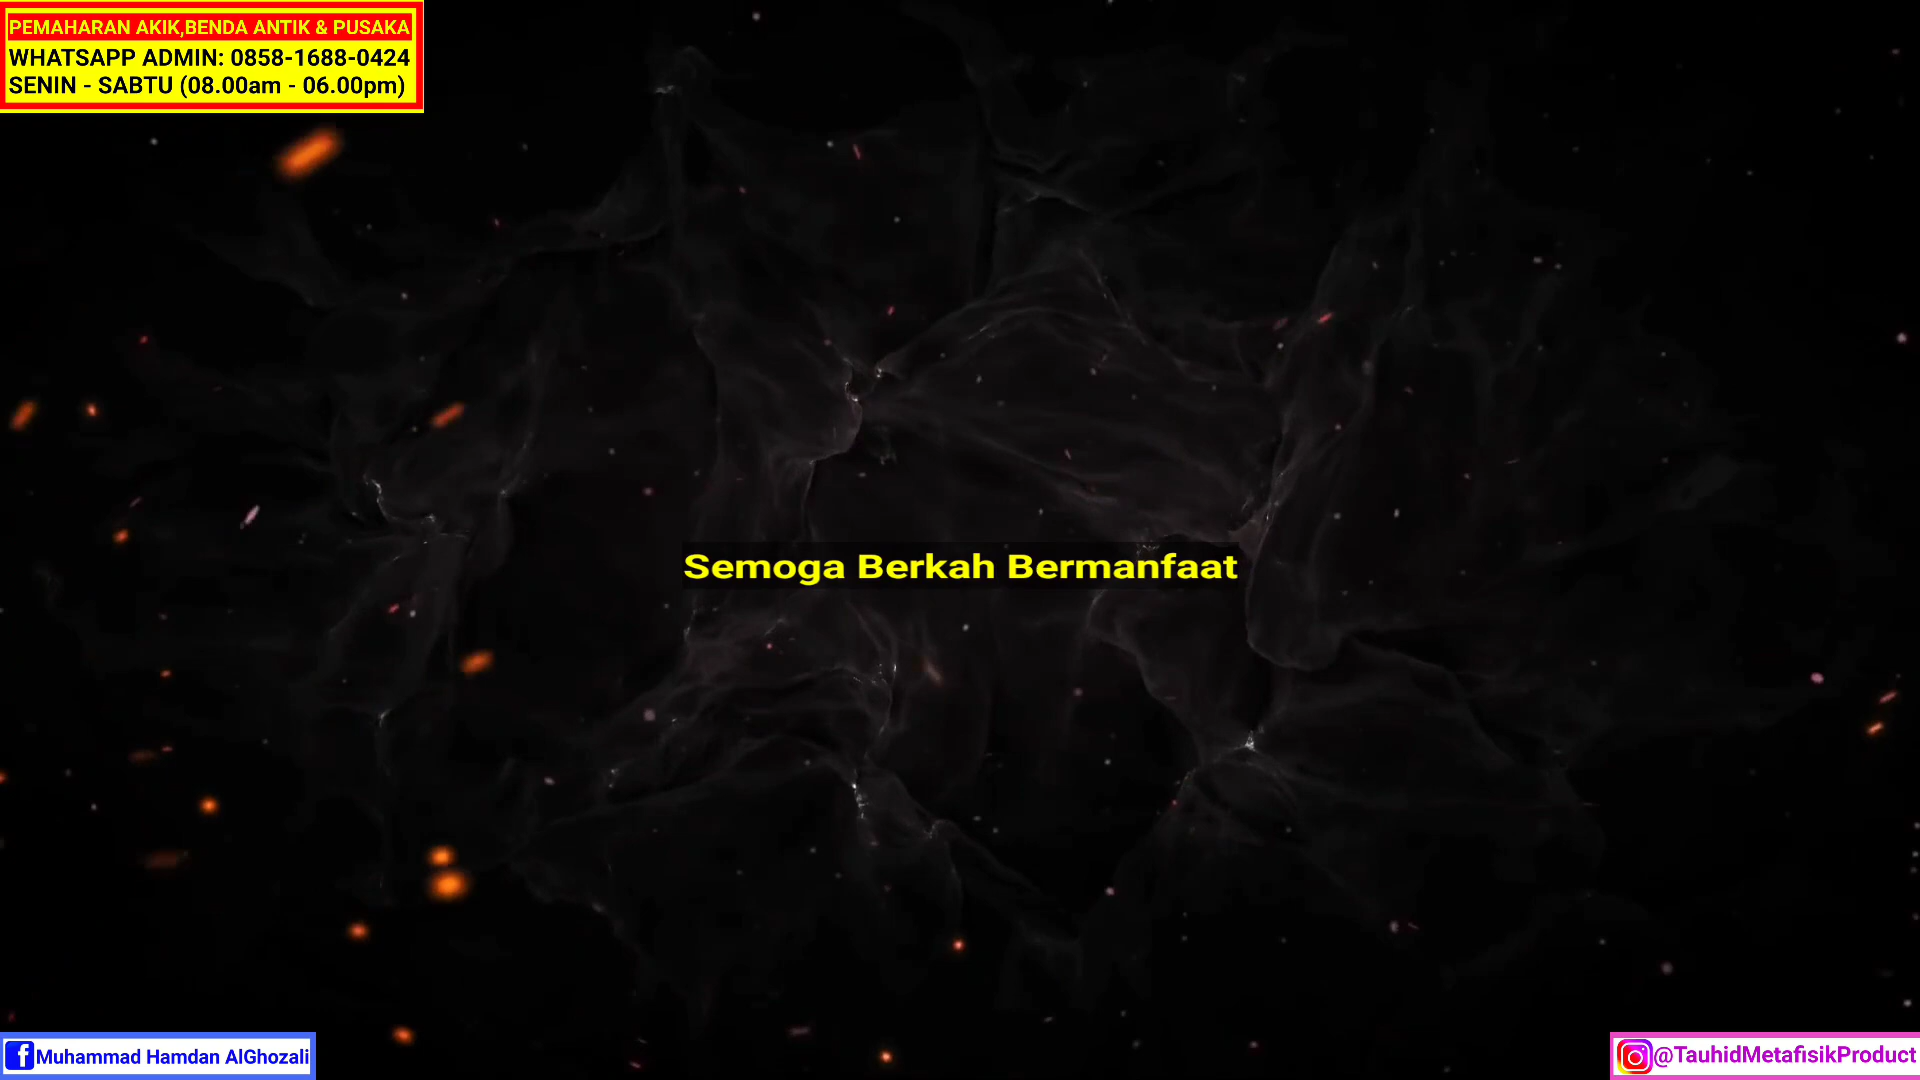 PEMAHARAN AKIK,BENDA ANTIK & PUSAKA
WHATSAPP ADMIN: 0858-1688-0424
SENIN - SABTU (08.00am - 06.00pm)
Semoga Berkah Bermanfaat
Muhammad Hamdan AlGhozali
@TauhidMetafisikProduct